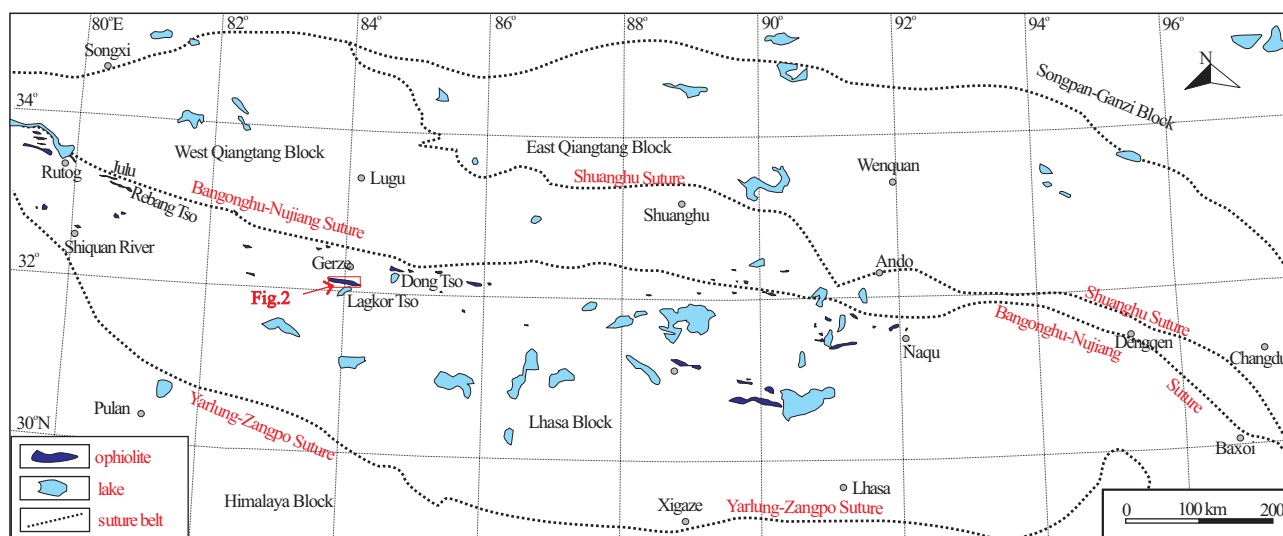 80°E
82
84
86
88
90
92
94
96
Songxi
N
34°
Songpan-Ganzi Block
West Qiangtang Block
East Qiangtang Block
Wenquan
Rutog
Julu
Lugu
Shuanghu Suture
Rebang Tso
Bangonghu-Nujiang Suture
Shuanghu
Shiquan River
32°
Gerze
Dong Tso
Ando
Fig.2
Lagkor Tso
Shuanghu Suture
Bangonghu-Nujiang
Suture
Dengqen
Naqu
Changdu
Pulan
Yarlung-Zangpo Suture
Lhasa Block
30°N
Baxoi
ophiolite
lake
suture belt
Himalaya Block
Xigaze
Lhasa
Yarlung-Zangpo Suture
0 100 km 200